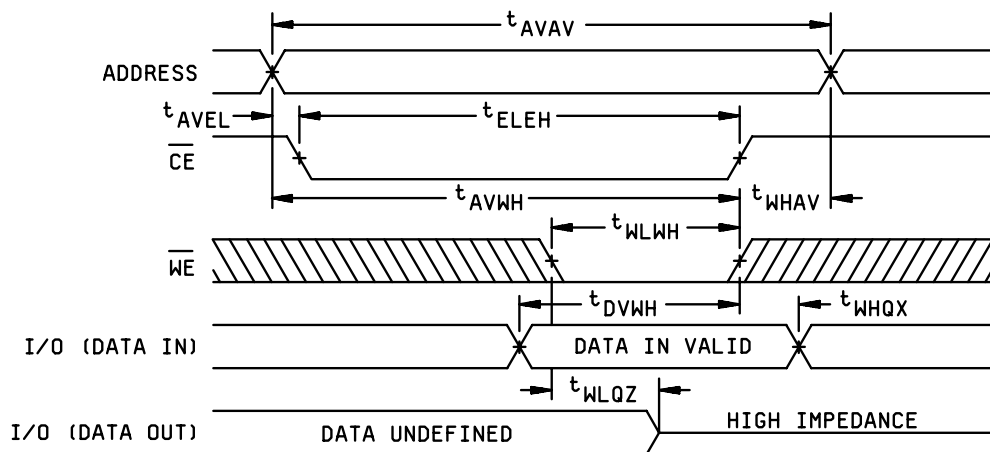 tAVAV
ADDRESS
tAVEL
tELEH
CE
tAVWH
tWHAV
tWLWH
WE
tDVWH
tWHQX
I/O (DATA IN)
DATA IN VALID
tWLQZ
I/O (DATA OUT)
DATA UNDEFINED
HIGH IMPEDANCE